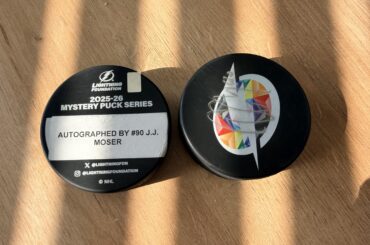 LIGHTNING
FOUNDATION
2025-26
MYSTERY PUCK SERIES
AUTOGRAPHED BY #90 J.J.
MOSER
X @LIGHTNINGFDN
@LIGHTNINGFOUNDATION
© NHL